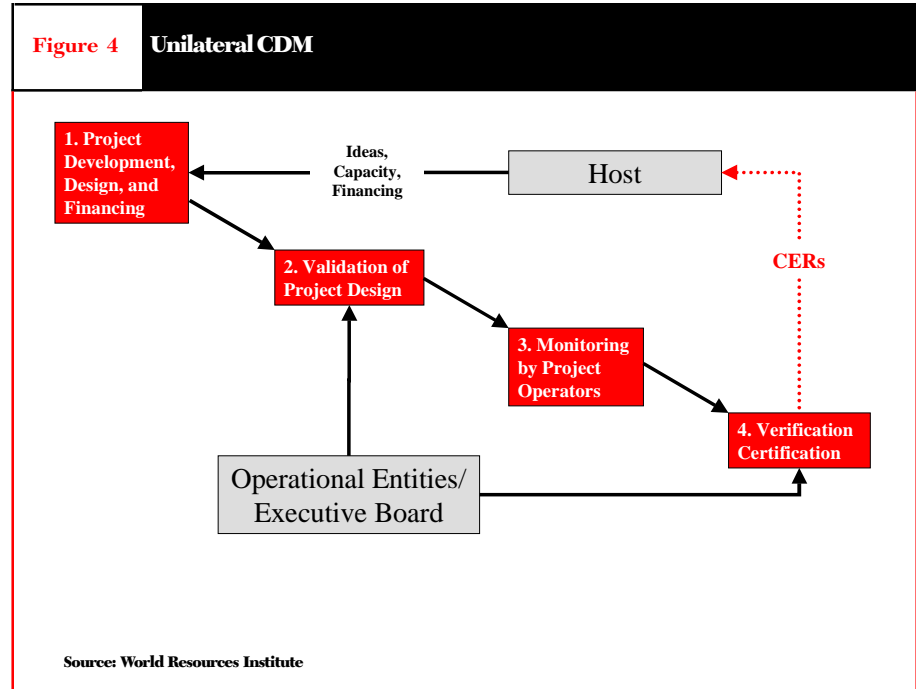 Figure 4
Unilateral CDM
1. Project
Development,
Design, and
Financing
Ideas,
Capacity,
Financing
Host
CERs
2. Validation of
Project Design
3. Monitoring
by Project
Operators
4. Verification
Certification
Operational Entities/
Executive Board
Source: World Resources Institute